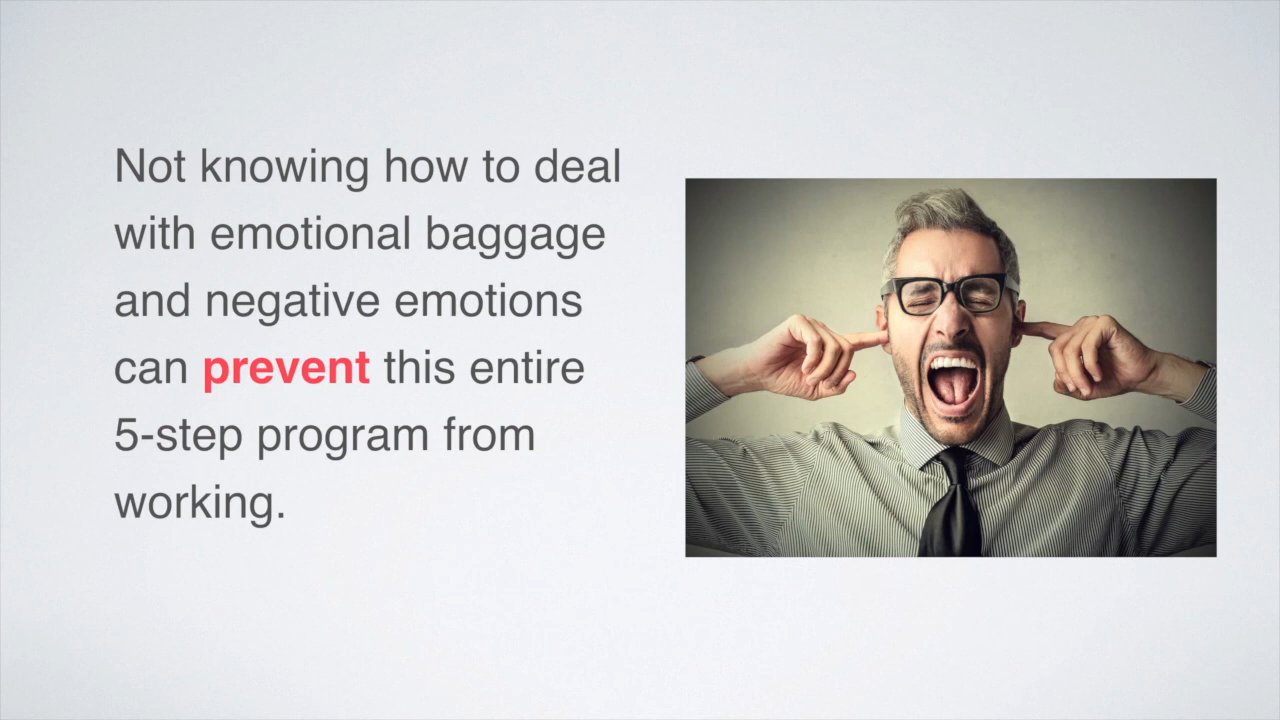 Not knowing how to deal
with emotional baggage
and negative emotions
can prevent this entire
5-step program from
working.